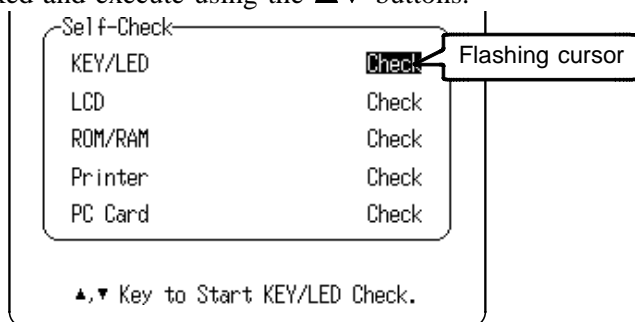 and execute using the ▲▼ buttons.
Self-Check
KEY/LED Check
Flashing cursor
LCD Check
ROM/RAM Check
Printer Check
PC Card Check
▲,▼ Key to Start KEY/LED Check.